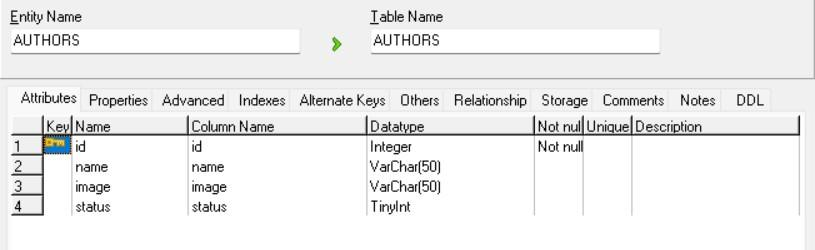 Entity Name Table Name
AUTHORS AUTHORS
Attributes Properties Advanced Indexes Alternate Keys Others Relationship Storage Comments Notes DDL
Key Name Column Name Datatype Not nul Unique Description
1 id id Integer Not null
2 name name VarChar(50)
3 image image VarChar(50)
4 status status TinyInt